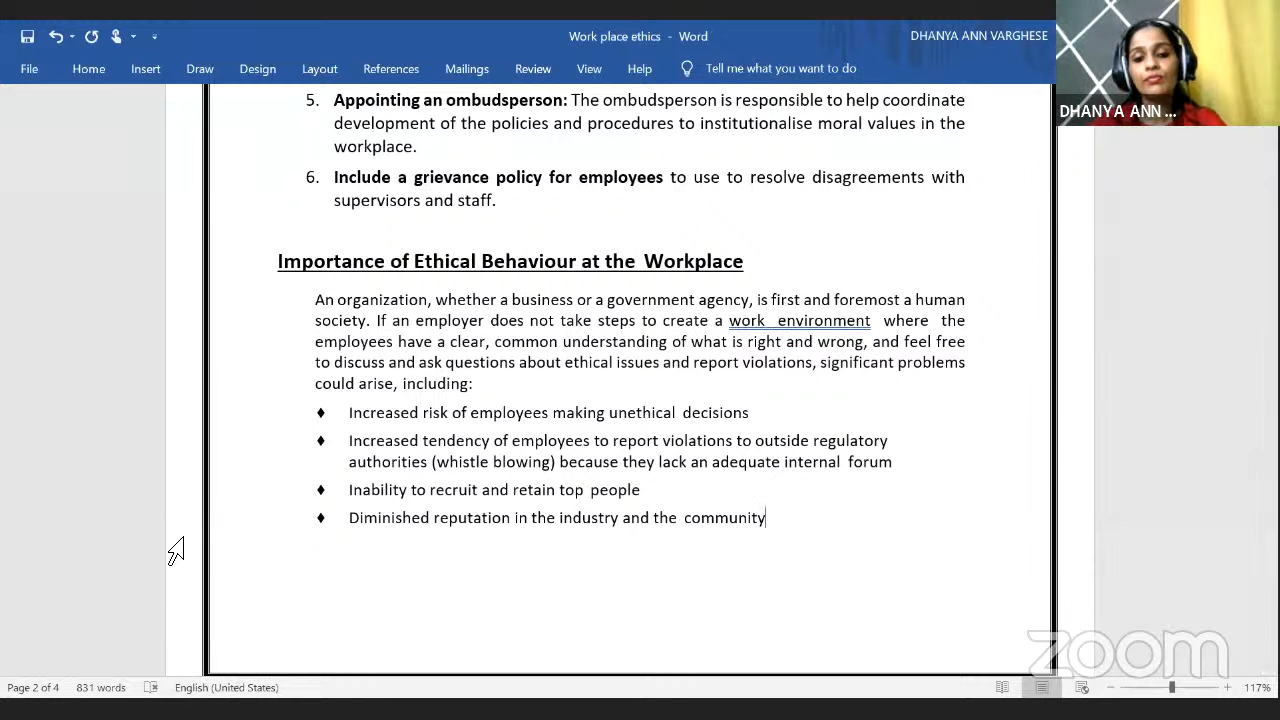 Work place ethics - Word
DHANYA ANN VARGHESE
File Home Insert Draw Design Layout References Mailings Review View Help Tell me what you want to do
DHANYA ANN ...
5. Appointing an ombudsperson: The ombudsperson is responsible to help coordinate
development of the policies and procedures to institutionalise moral values in the
workplace.
6. Include a grievance policy for employees to use to resolve disagreements with
supervisors and staff.
Importance of Ethical Behaviour at the Workplace
An organization, whether a business or a government agency, is first and foremost a human
society. If an employer does not take steps to create a work environment where the
employees have a clear, common understanding of what is right and wrong, and feel free
to discuss and ask questions about ethical issues and report violations, significant problems
could arise, including:
♦ Increased risk of employees making unethical decisions
♦ Increased tendency of employees to report violations to outside regulatory
authorities (whistle blowing) because they lack an adequate internal forum
♦ Inability to recruit and retain top people
♦ Diminished reputation in the industry and the community
zoom
Page 2 of 4 831 words English (United States) 117%